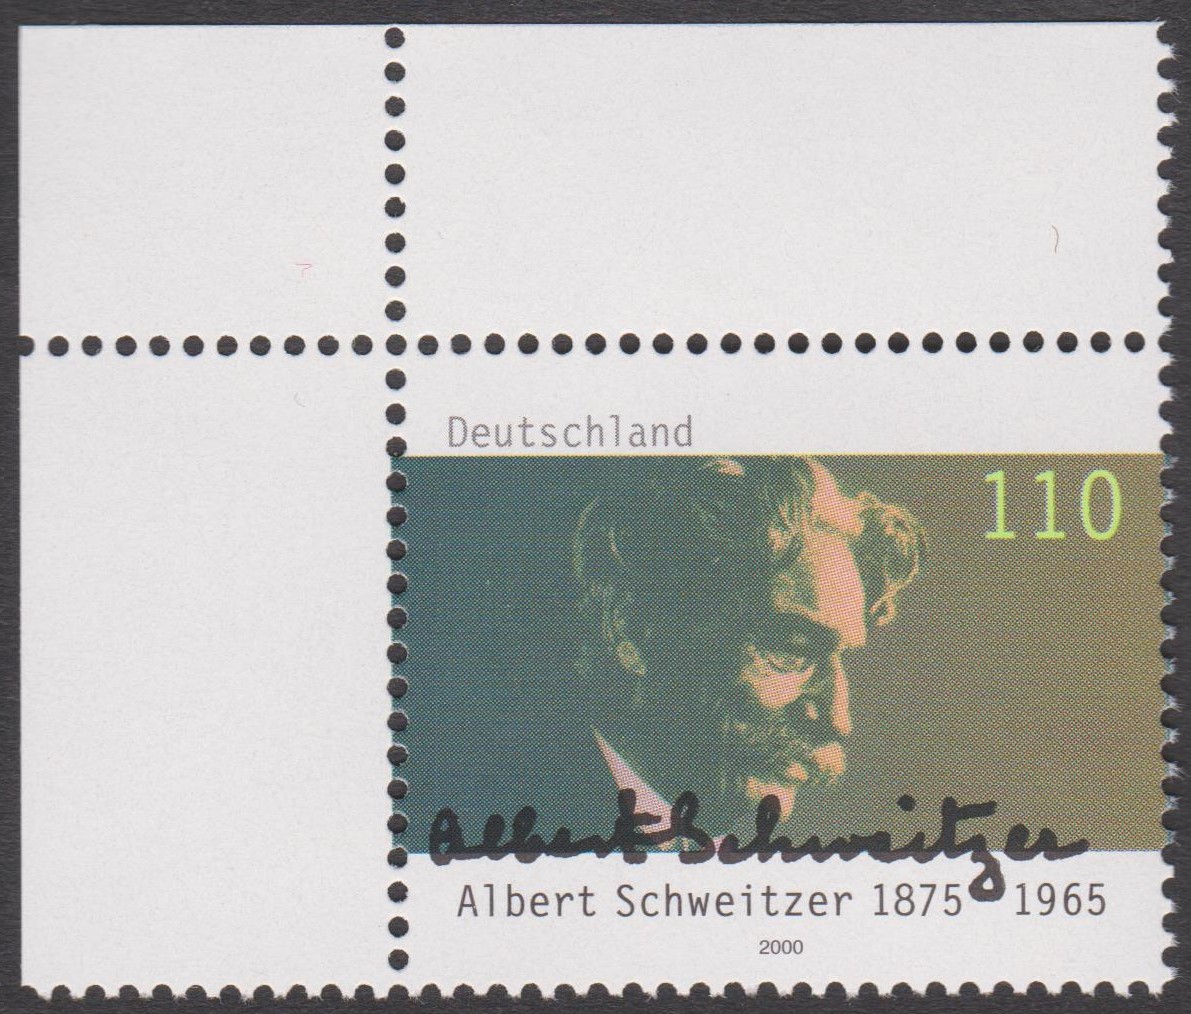 Deutschland
110
Albert Schweitzer
Albert Schweitzer 1875 1965
2000